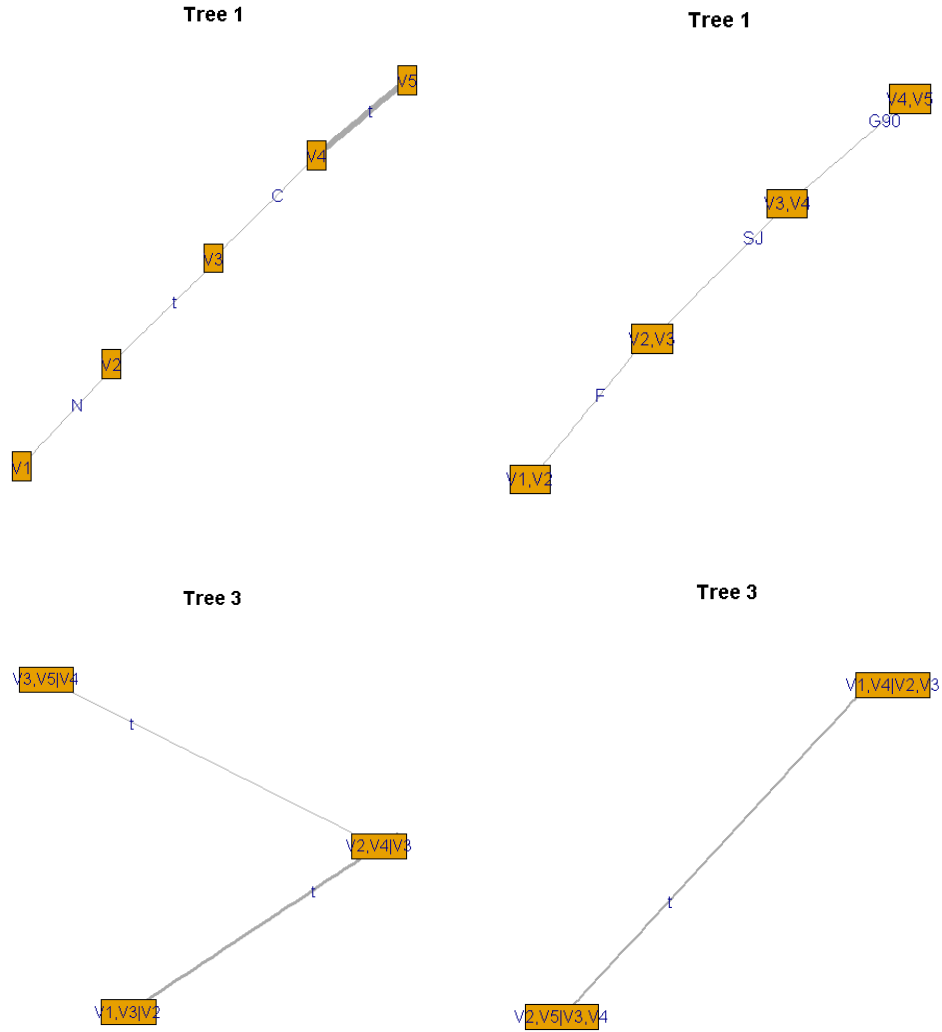 Tree 1
V5
t
V4
C
V3
t
V2
N
V1
Tree 1
V4,V5
G90
V3,V4
SJ
V2,V3
F
V1,V2
Tree 3
V3,V5|V4
t
V2,V4|V3
t
V1,V3|V2
Tree 3
V1,V4|V2,V3
t
V2,V5|V3,V4